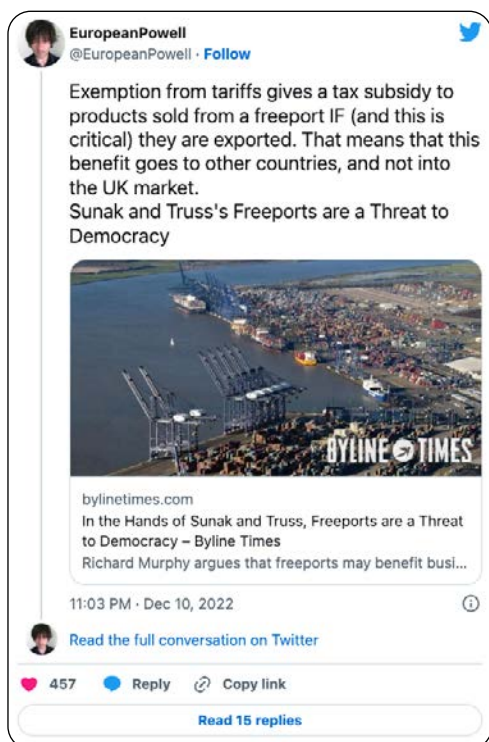 EuropeanPowell
@EuropeanPowell · Follow
Exemption from tariffs gives a tax subsidy to
products sold from a freeport IF (and this is
critical) they are exported. That means that this
benefit goes to other countries, and not into
the UK market.
Sunak and Truss's Freeports are a Threat to
Democracy
BYLINE TIMES
bylinetimes.com
In the Hands of Sunak and Truss, Freeports are a Threat
to Democracy – Byline Times
Richard Murphy argues that freeports may benefit busi...
11:03 PM · Dec 10, 2022
Read the full conversation on Twitter
457 Reply Copy link
Read 15 replies